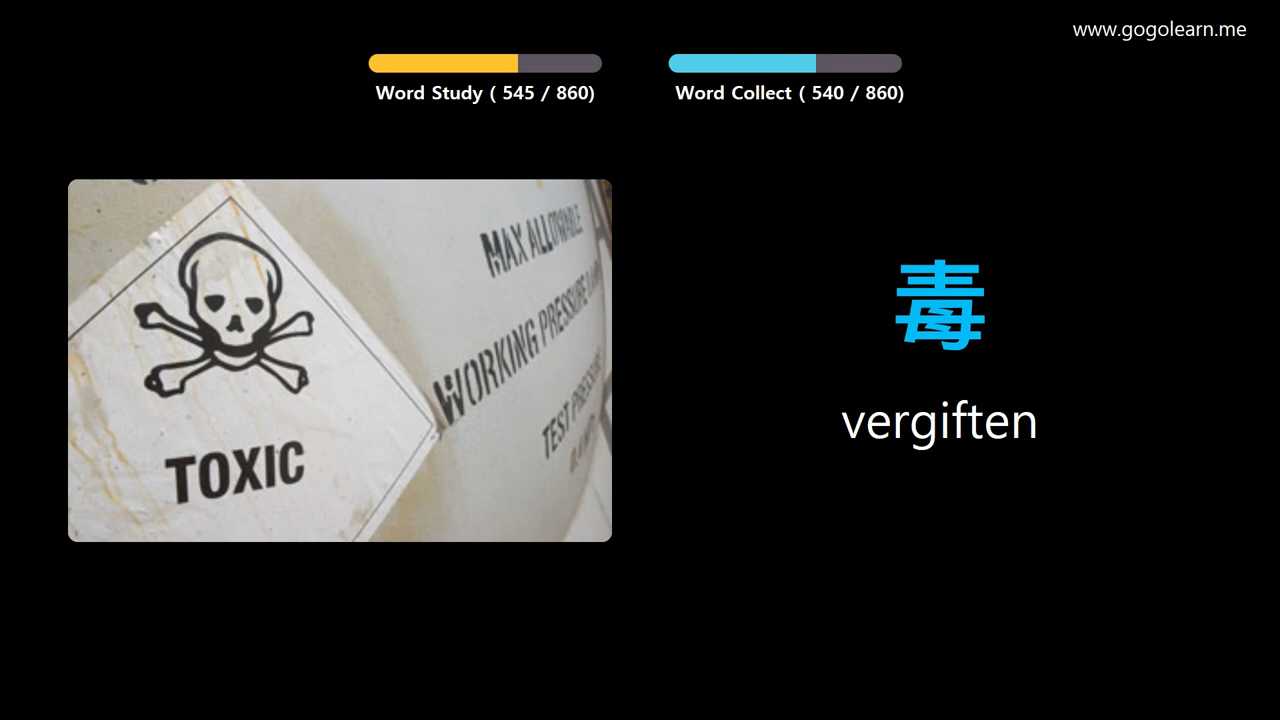 www.gogolearn.me
Word Study ( 545 / 860)
Word Collect ( 540 / 860)
MAX ALLOWABLE
WORKING PRESSURE
TEST PRESSURE
TOXIC
毒
vergiften